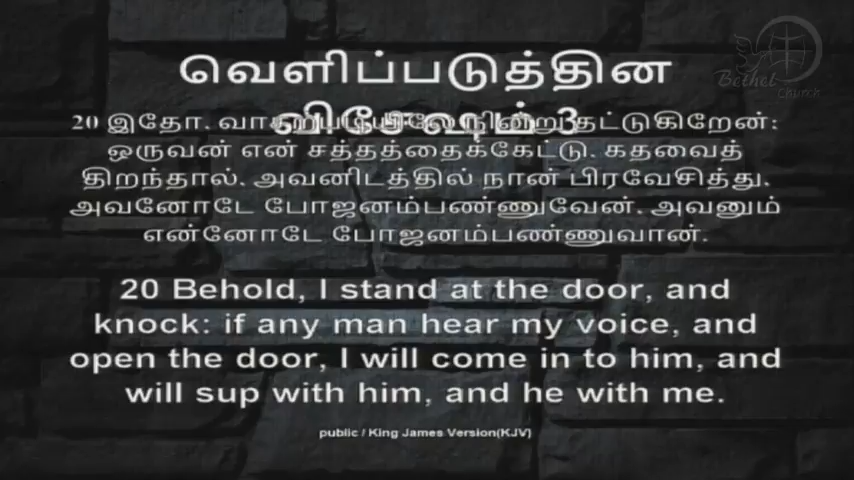 வெளிப்படுத்தின
விசேஷம் 3
20 இதோ, வாசற்படியிலே நின்று தட்டுகிறேன்:
ஒருவன் என் சத்தத்தைக்கேட்டு, கதவைத்
திறந்தால், அவனிடத்தில் நான் பிரவேசித்து,
அவனோடே போஜனம்பண்ணுவேன், அவனும்
என்னோடே போஜனம்பண்ணுவான்.
20 Behold, I stand at the door, and
knock: if any man hear my voice, and
open the door, I will come in to him, and
will sup with him, and he with me.
public / King James Version(KJV)
Bethel
Church